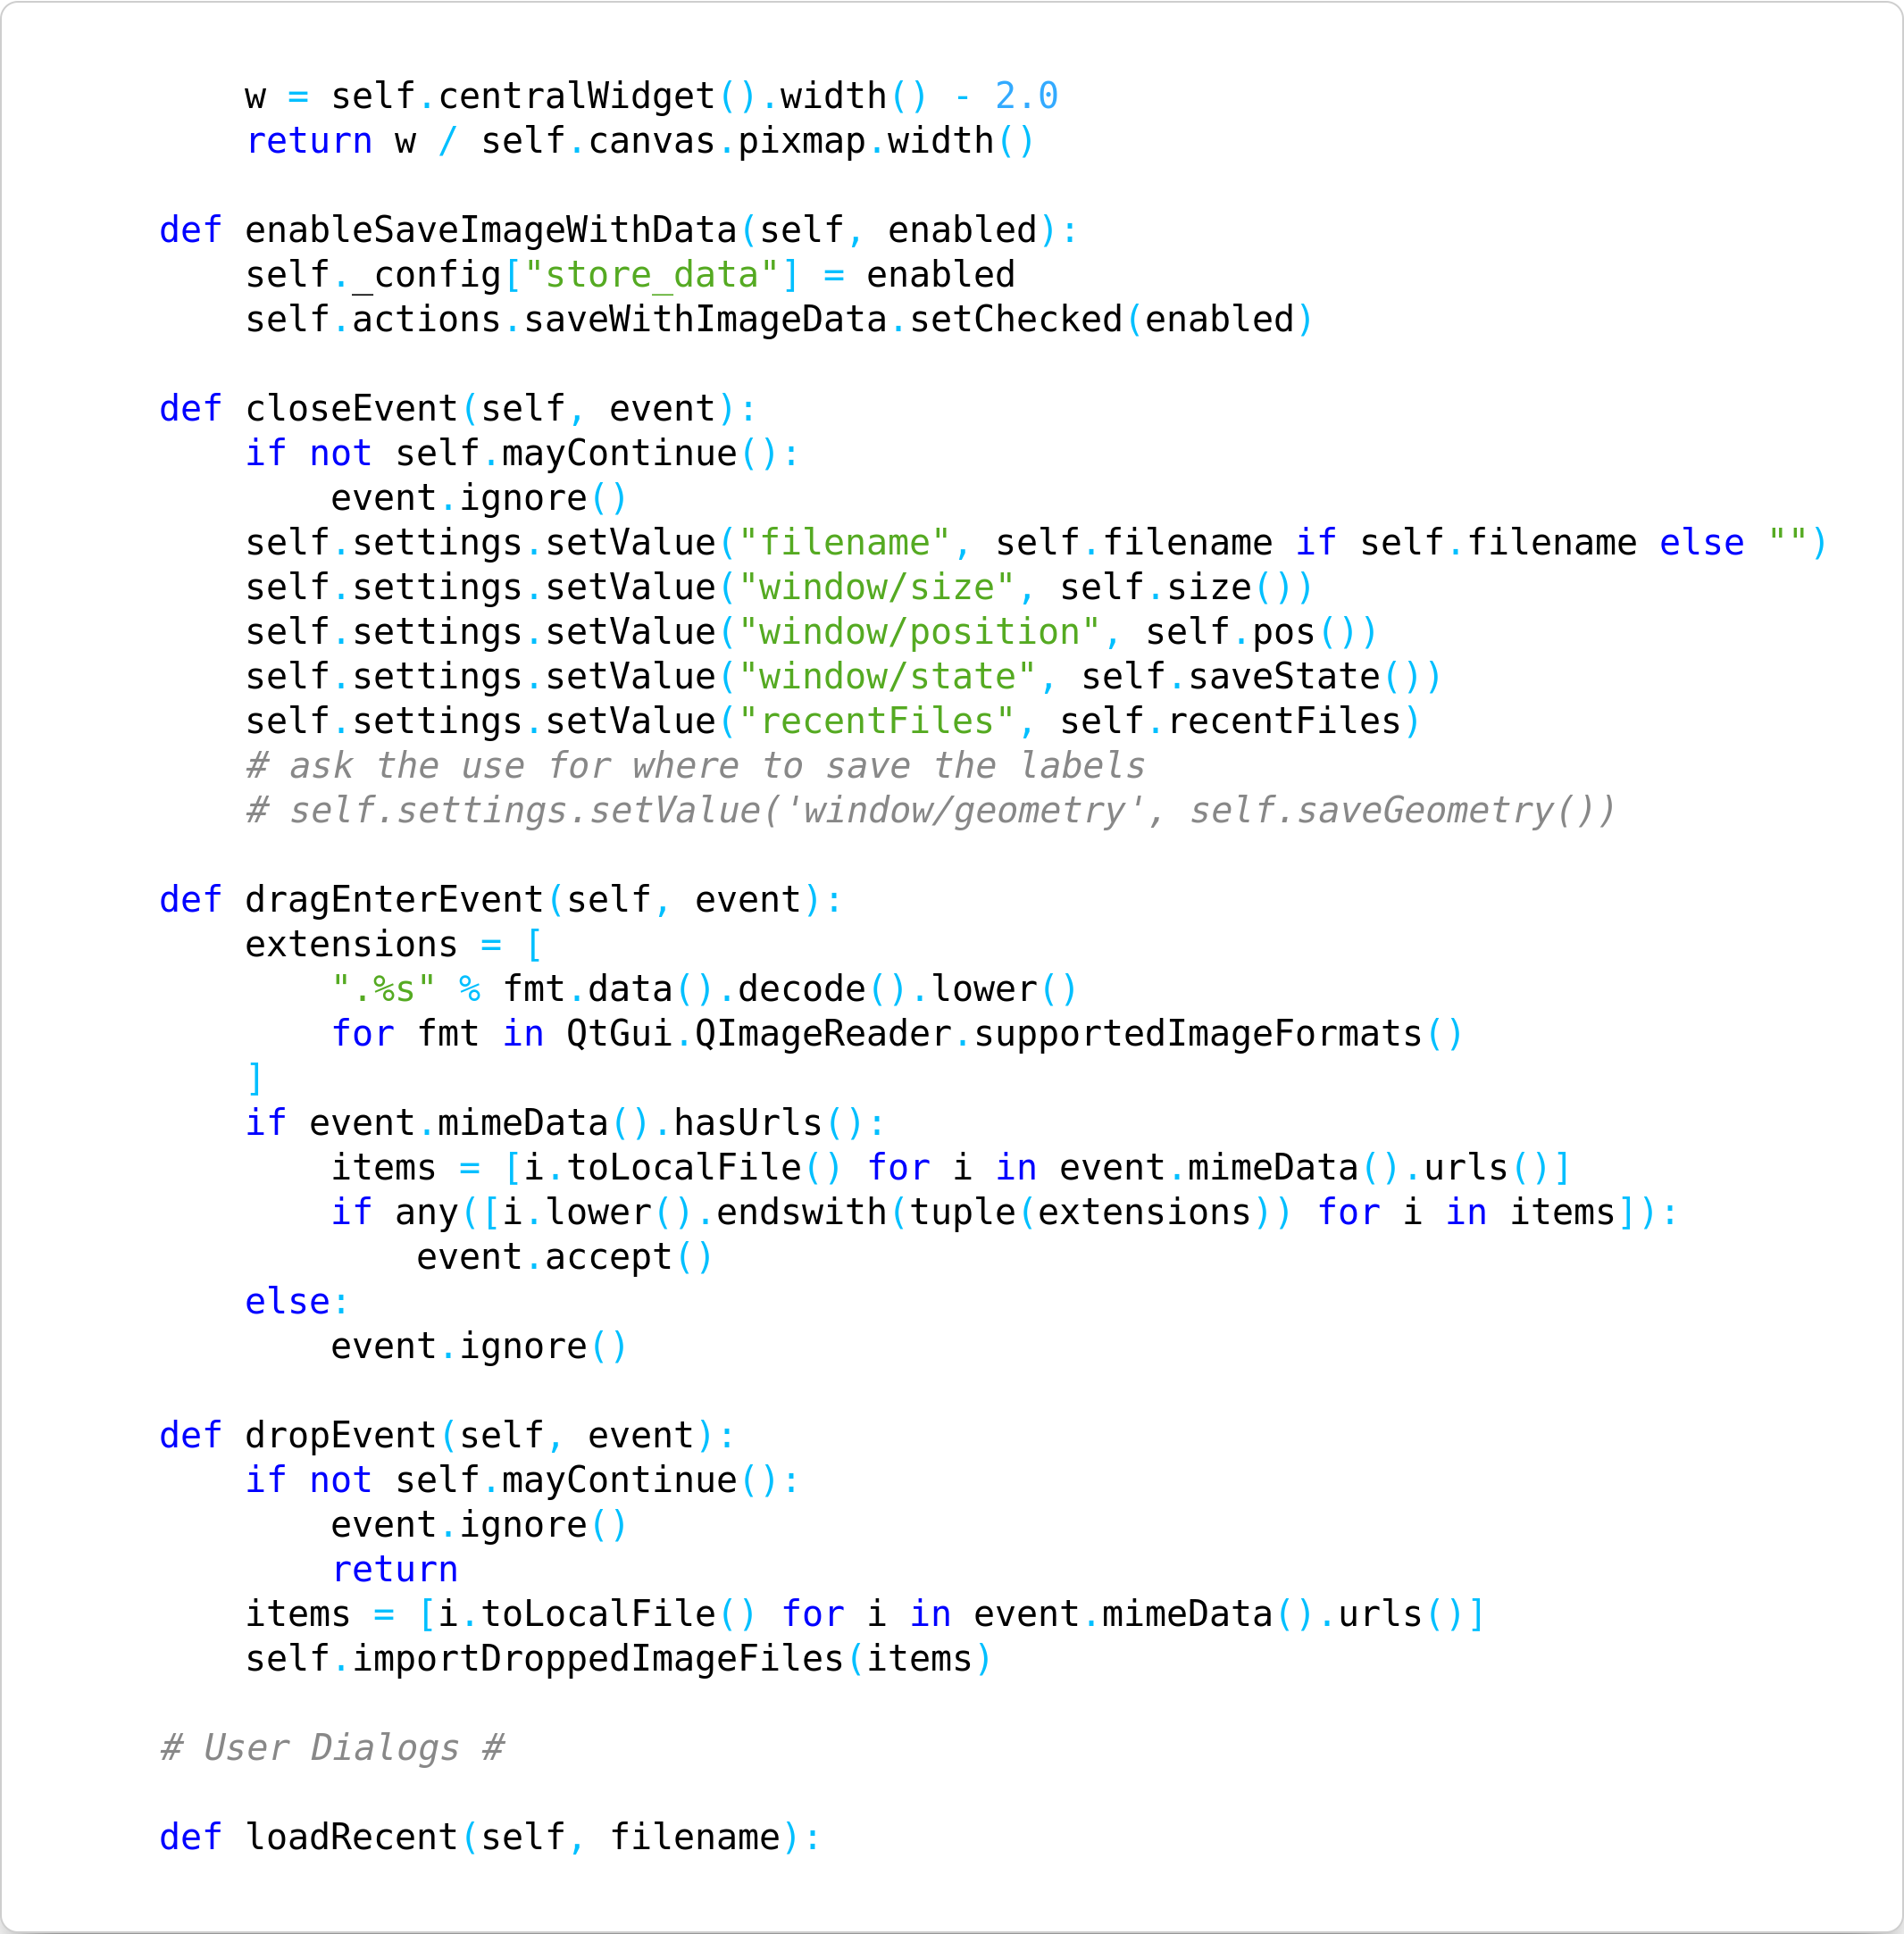 w = self.centralWidget().width() - 2.0
        return w / self.canvas.pixmap.width()

    def enableSaveImageWithData(self, enabled):
        self._config["store_data"] = enabled
        self.actions.saveWithImageData.setChecked(enabled)

    def closeEvent(self, event):
        if not self.mayContinue():
            event.ignore()
        self.settings.setValue("filename", self.filename if self.filename else "")
        self.settings.setValue("window/size", self.size())
        self.settings.setValue("window/position", self.pos())
        self.settings.setValue("window/state", self.saveState())
        self.settings.setValue("recentFiles", self.recentFiles)
        # ask the use for where to save the labels
        # self.settings.setValue('window/geometry', self.saveGeometry())

    def dragEnterEvent(self, event):
        extensions = [
            ".%s" % fmt.data().decode().lower()
            for fmt in QtGui.QImageReader.supportedImageFormats()
        ]
        if event.mimeData().hasUrls():
            items = [i.toLocalFile() for i in event.mimeData().urls()]
            if any([i.lower().endswith(tuple(extensions)) for i in items]):
                event.accept()
        else:
            event.ignore()

    def dropEvent(self, event):
        if not self.mayContinue():
            event.ignore()
            return
        items = [i.toLocalFile() for i in event.mimeData().urls()]
        self.importDroppedImageFiles(items)

    # User Dialogs #

    def loadRecent(self, filename):